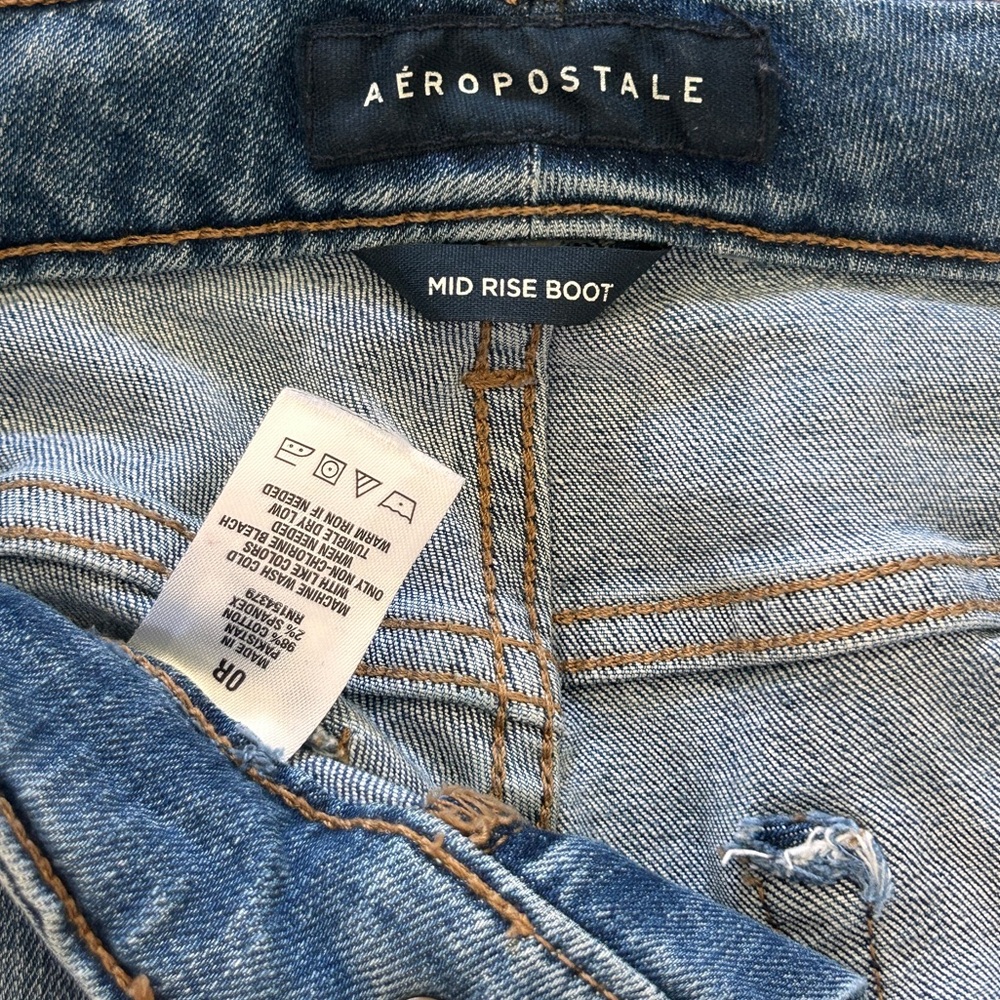 AÉROPOSTALE
MID RISE BOOT
0R
MADE IN
PAKISTAN
98% COTTON
2% SPANDEX
RN154379
MACHINE WASH COLD
WITH LIKE COLORS
ONLY NON-CHLORINE BLEACH
WHEN NEEDED
TUMBLE DRY LOW
WARM IRON IF NEEDED